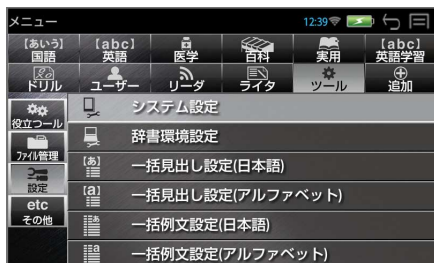 メニュー 12:39
【あいう】 【abc】 【abc】
国語 英語 医学 百科 実用 英語学習
ドリル ユーザー リーダ ライタ ツール 追加
役立つツール
ファイル管理
設定
etc
その他
システム設定
辞書環境設定
【あ】 一括見出し設定(日本語)
【a】 一括見出し設定(アルファベット)
あ 一括例文設定(日本語)
a 一括例文設定(アルファベット)